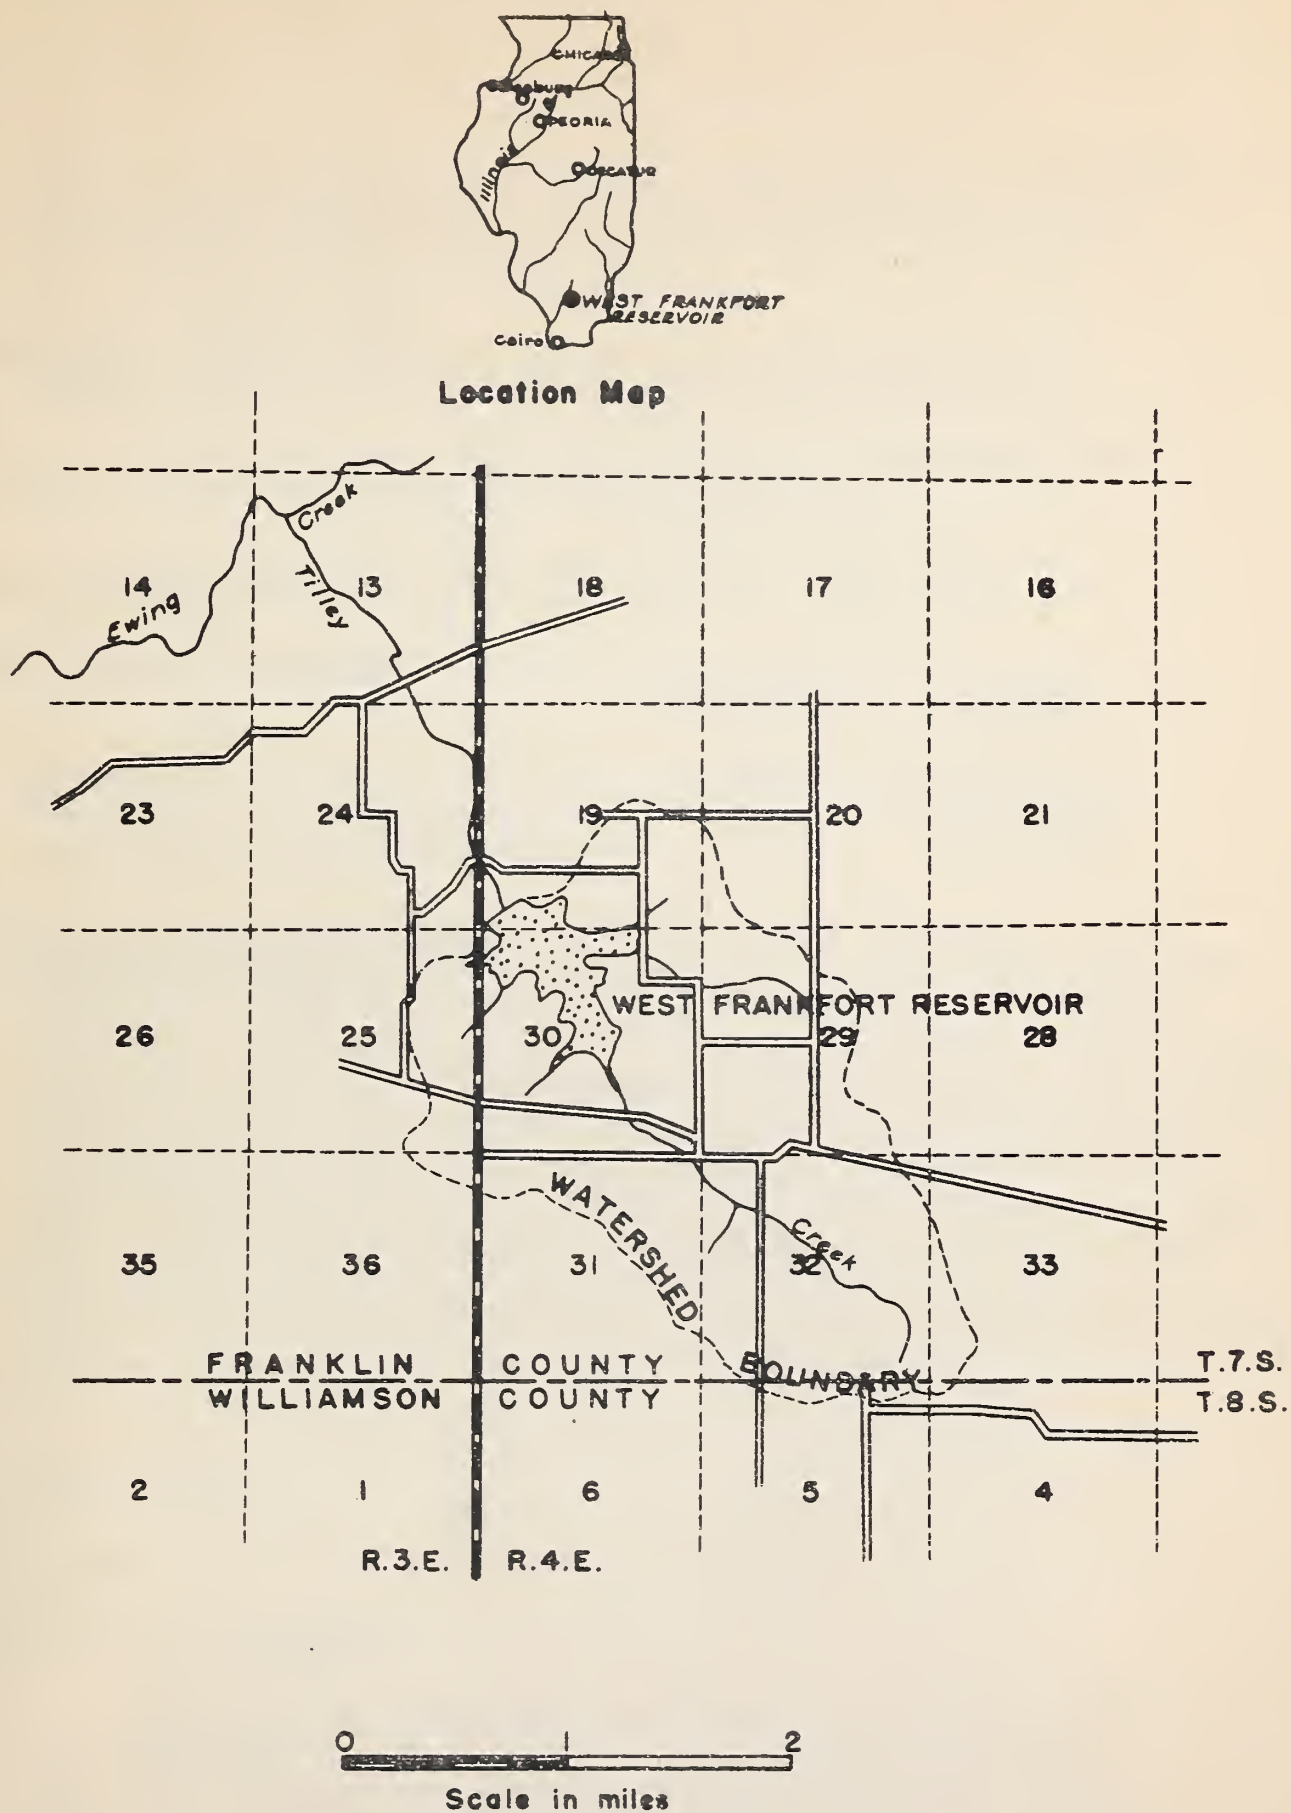 CHICAGO
Galesburg
PEORIA
Illinois
DECATUR
WEST FRANKFORT
RESERVOIR
Cairo
Location Map
Creek
14
13
18
17
16
Ewing
Tilley
23
24
19
20
21
WEST FRANKFORT RESERVOIR
26
25
30
29
28
WATERSHED
Creek
35
36
31
32
33
FRANKLIN COUNTY
BOUNDARY
T.7.S.
WILLIAMSON COUNTY
T.8.S.
2
1
6
5
4
R.3.E. R.4.E.
0 1 2
Scale in miles